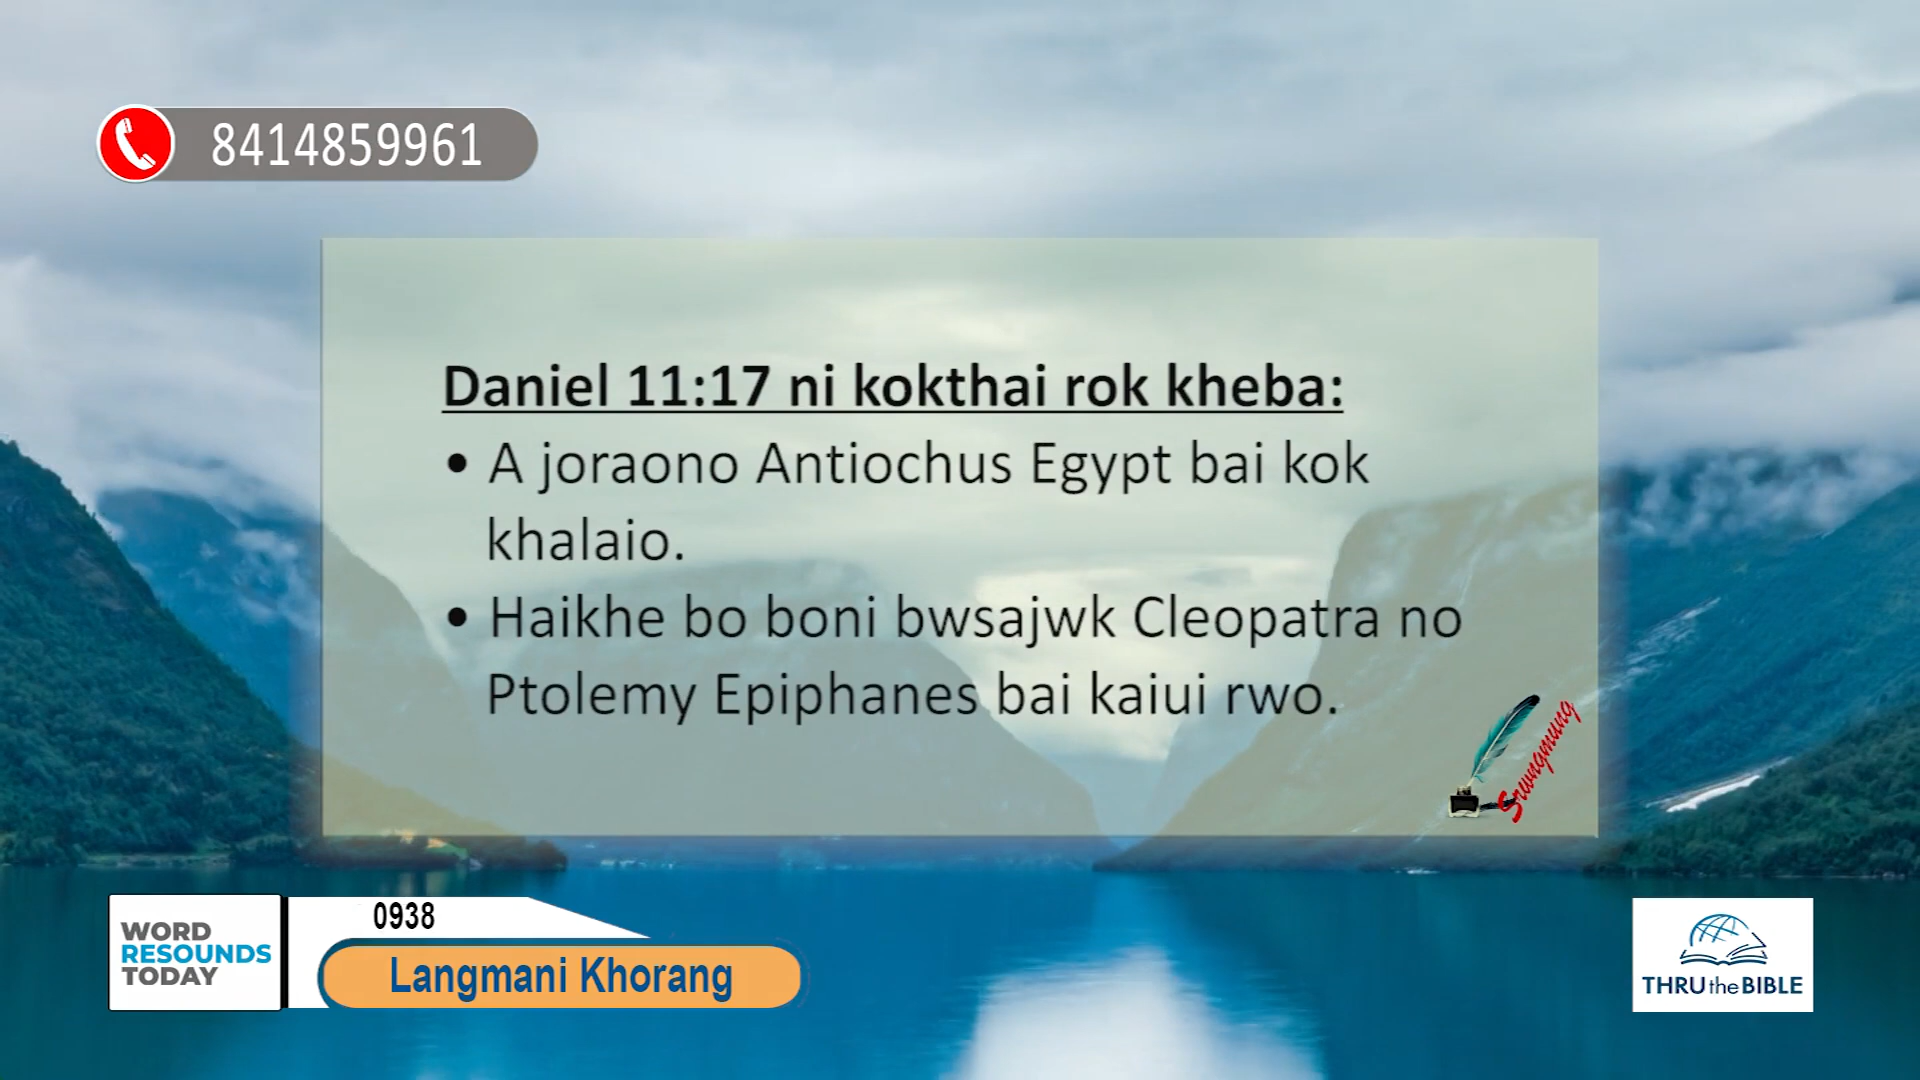 8414859961
Daniel 11:17 ni kokthai rok kheba:
• A joraono Antiochus Egypt bai kok
khalaio.
• Haikhe bo boni bwsajwk Cleopatra no
Ptolemy Epiphanes bai kaiui rwo.
Srwngmung
WORD
RESOUNDS
TODAY
0938
Langmani Khorang
THRU the BIBLE